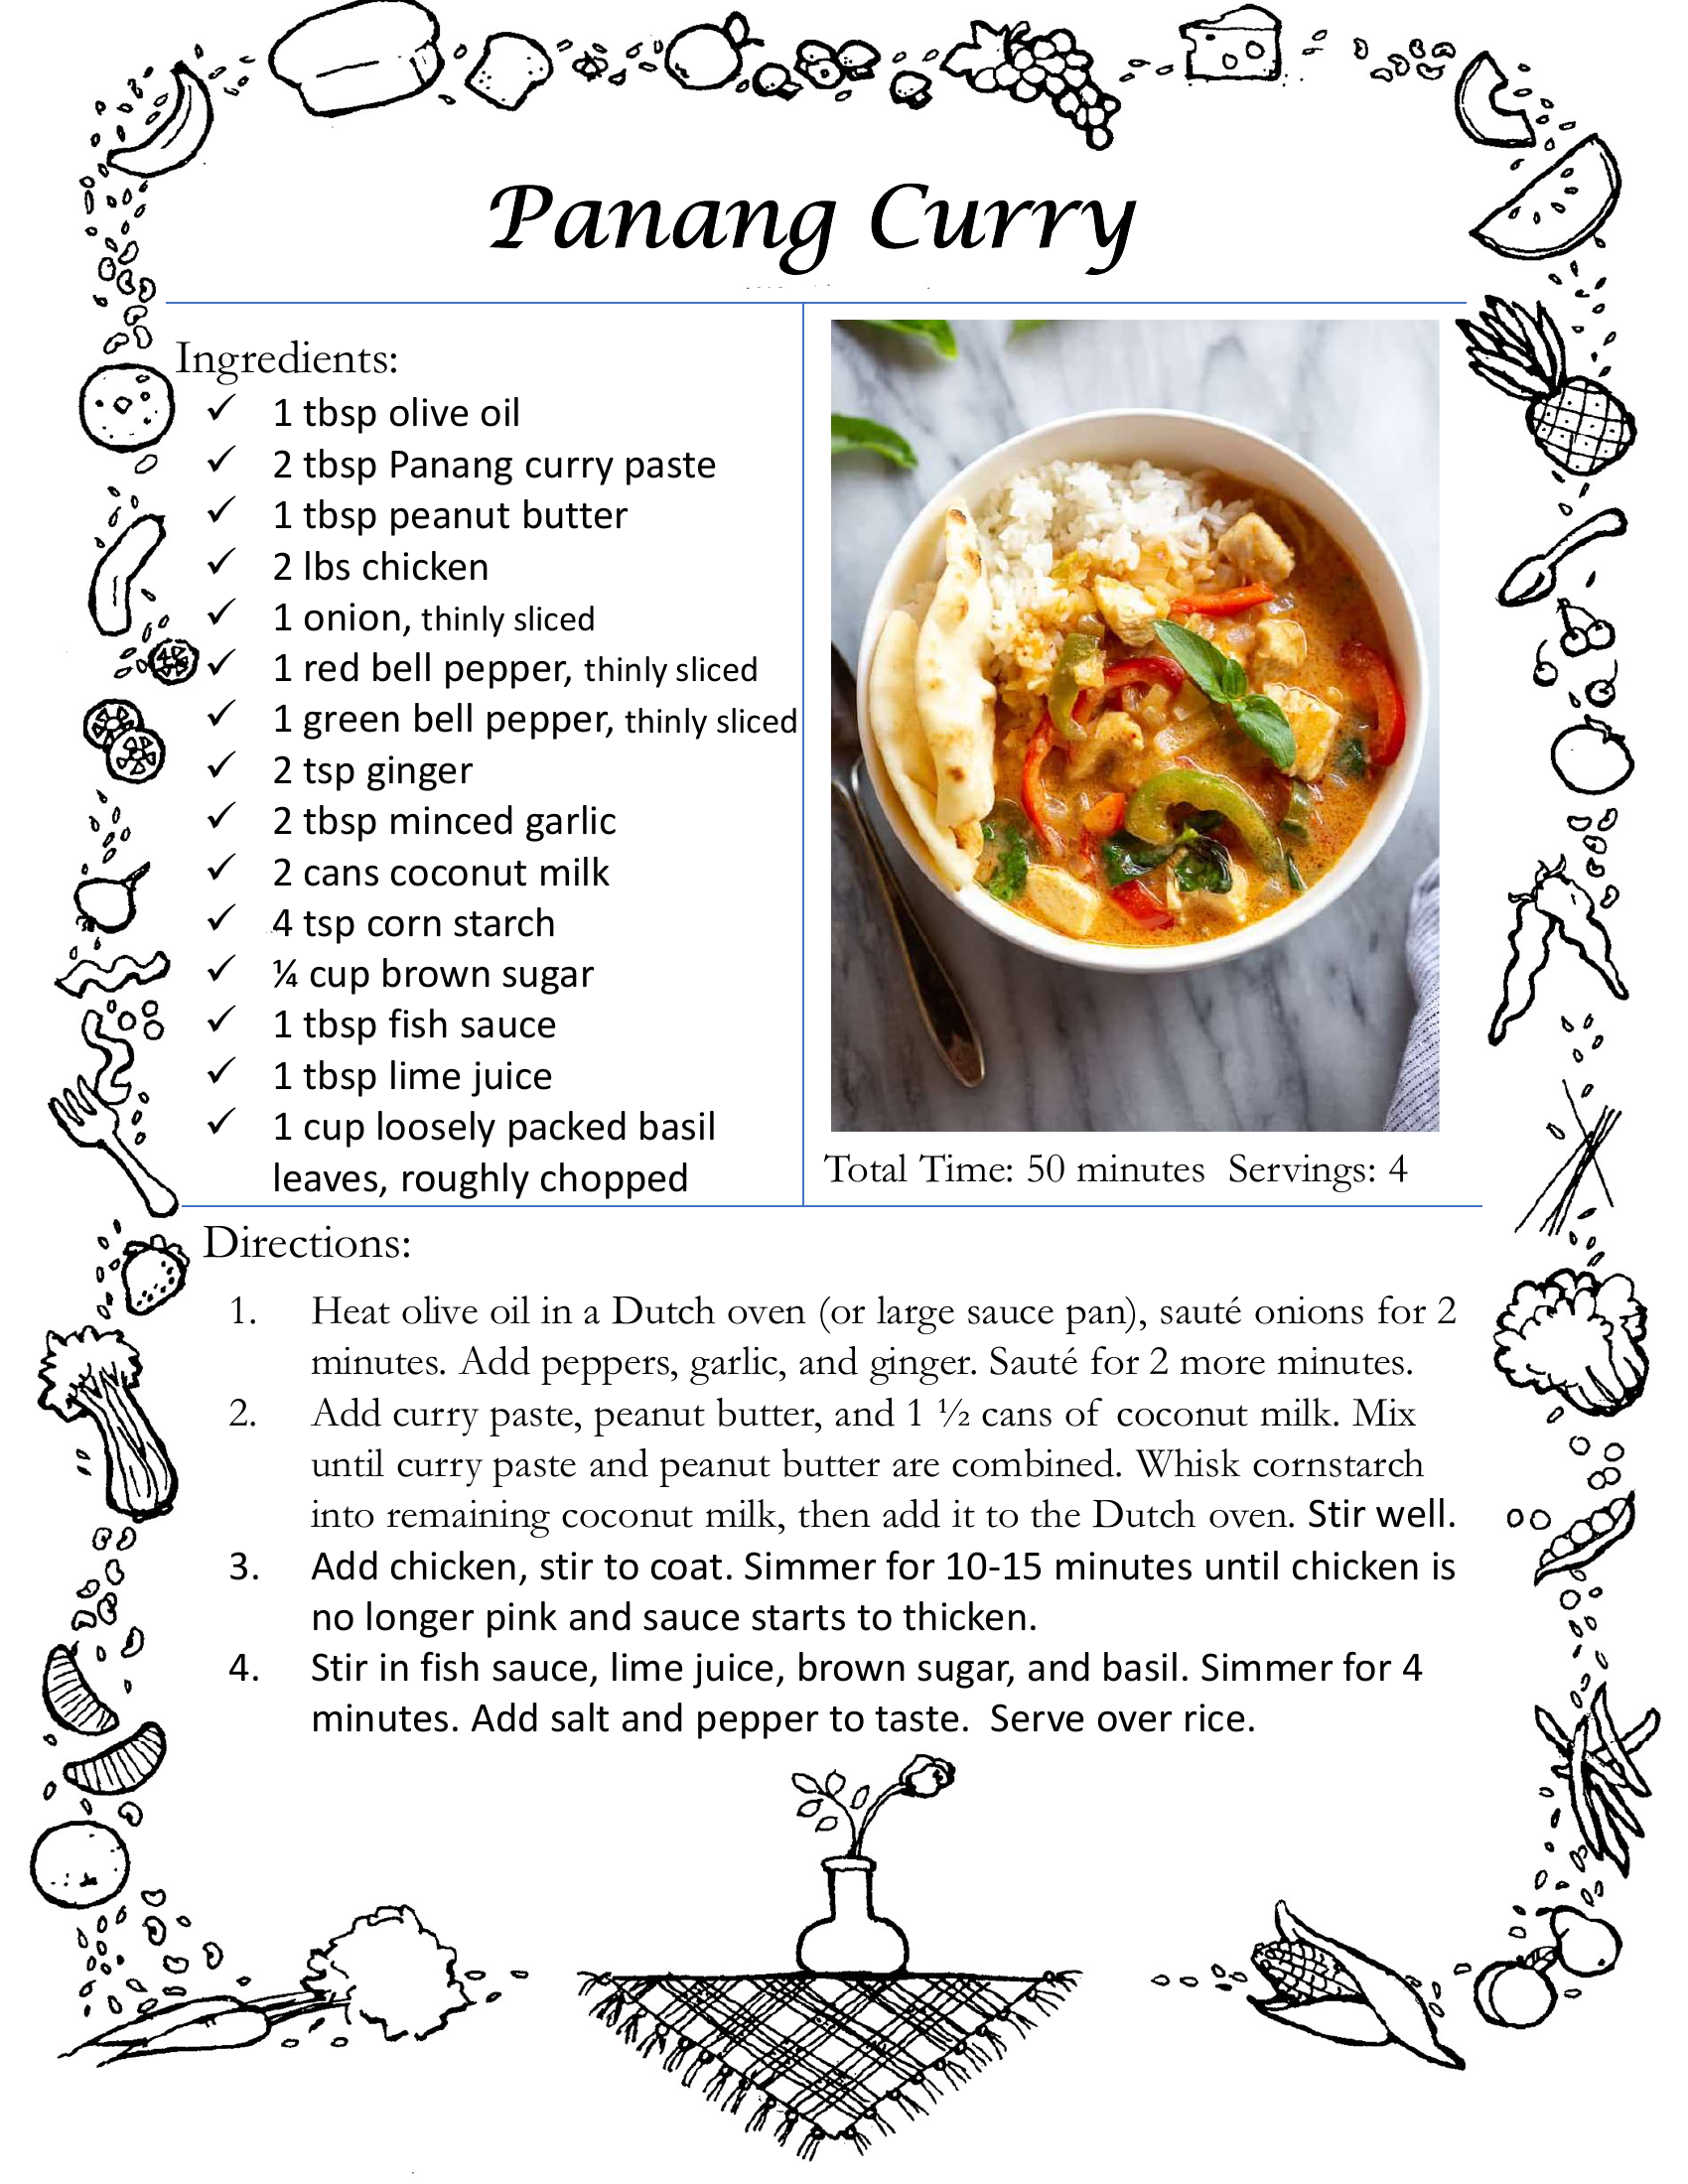 Panang Curry
Ingredients:
✓ 1 tbsp olive oil
✓ 2 tbsp Panang curry paste
✓ 1 tbsp peanut butter
✓ 2 lbs chicken
✓ 1 onion, thinly sliced
✓ 1 red bell pepper, thinly sliced
✓ 1 green bell pepper, thinly sliced
✓ 2 tsp ginger
✓ 2 tbsp minced garlic
✓ 2 cans coconut milk
✓ 4 tsp corn starch
✓ ¼ cup brown sugar
✓ 1 tbsp fish sauce
✓ 1 tbsp lime juice
✓ 1 cup loosely packed basil
leaves, roughly chopped
Total Time: 50 minutes  Servings: 4
Directions:
1. Heat olive oil in a Dutch oven (or large sauce pan), sauté onions for 2
minutes. Add peppers, garlic, and ginger. Sauté for 2 more minutes.
2. Add curry paste, peanut butter, and 1 ½ cans of coconut milk. Mix
until curry paste and peanut butter are combined. Whisk cornstarch
into remaining coconut milk, then add it to the Dutch oven. Stir well.
3. Add chicken, stir to coat. Simmer for 10-15 minutes until chicken is
no longer pink and sauce starts to thicken.
4. Stir in fish sauce, lime juice, brown sugar, and basil. Simmer for 4
minutes. Add salt and pepper to taste.  Serve over rice.